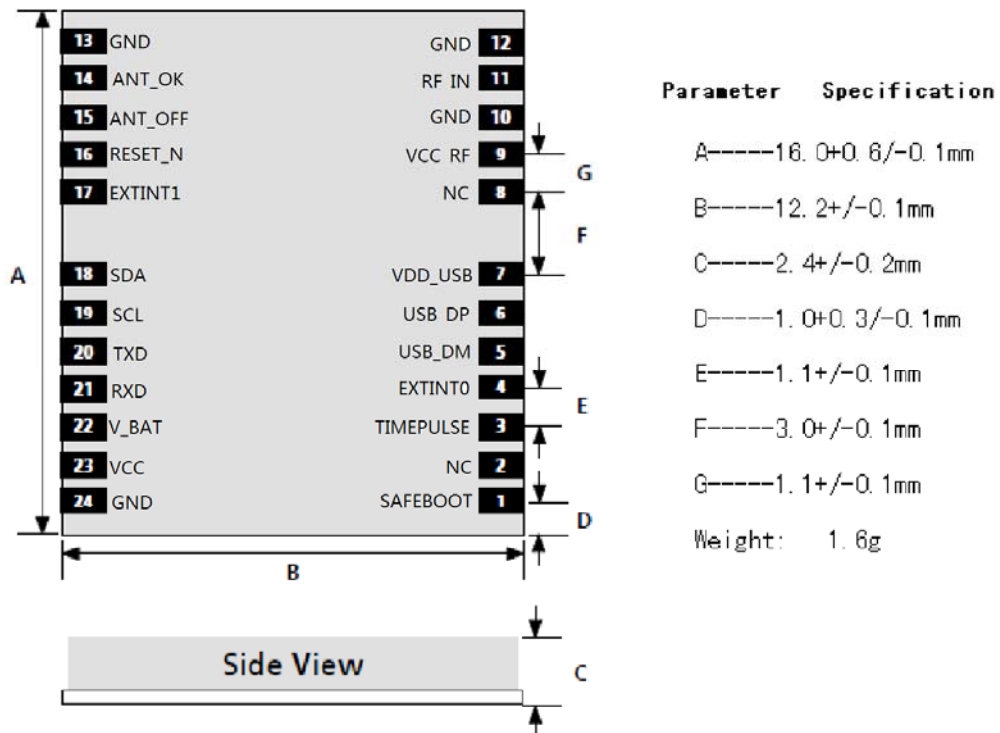 13 GND
GND 12
14 ANT_OK
RF IN 11
15 ANT_OFF
GND 10
16 RESET_N
VCC RF 9
17 EXTINT1
NC 8
18 SDA
VDD_USB 7
19 SCL
USB DP 6
20 TXD
USB_DM 5
21 RXD
EXTINT0 4
22 V_BAT
TIMEPULSE 3
23 VCC
NC 2
24 GND
SAFEBOOT 1
A
B
G
F
E
D
Side View
C
Parameter Specification
A-----16.0+0.6/-0.1mm
B-----12.2+/-0.1mm
C-----2.4+/-0.2mm
D-----1.0+0.3/-0.1mm
E-----1.1+/-0.1mm
F-----3.0+/-0.1mm
G-----1.1+/-0.1mm
Weight: 1.6g